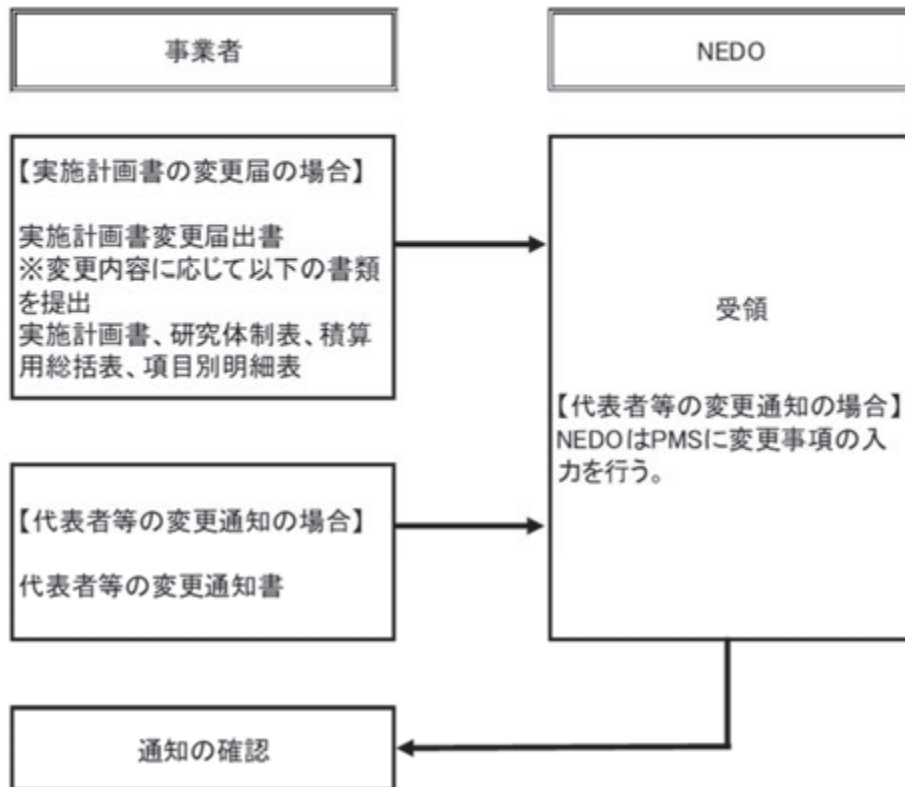 事業者
NEDO
【実施計画書の変更届の場合】
実施計画書変更届出書
※変更内容に応じて以下の書類
を提出
実施計画書、研究体制表、積算
用総括表、項目別明細表
【代表者等の変更通知の場合】
代表者等の変更通知書
受領
【代表者等の変更通知の場合】
NEDOはPMSに変更事項の入
力を行う。
通知の確認